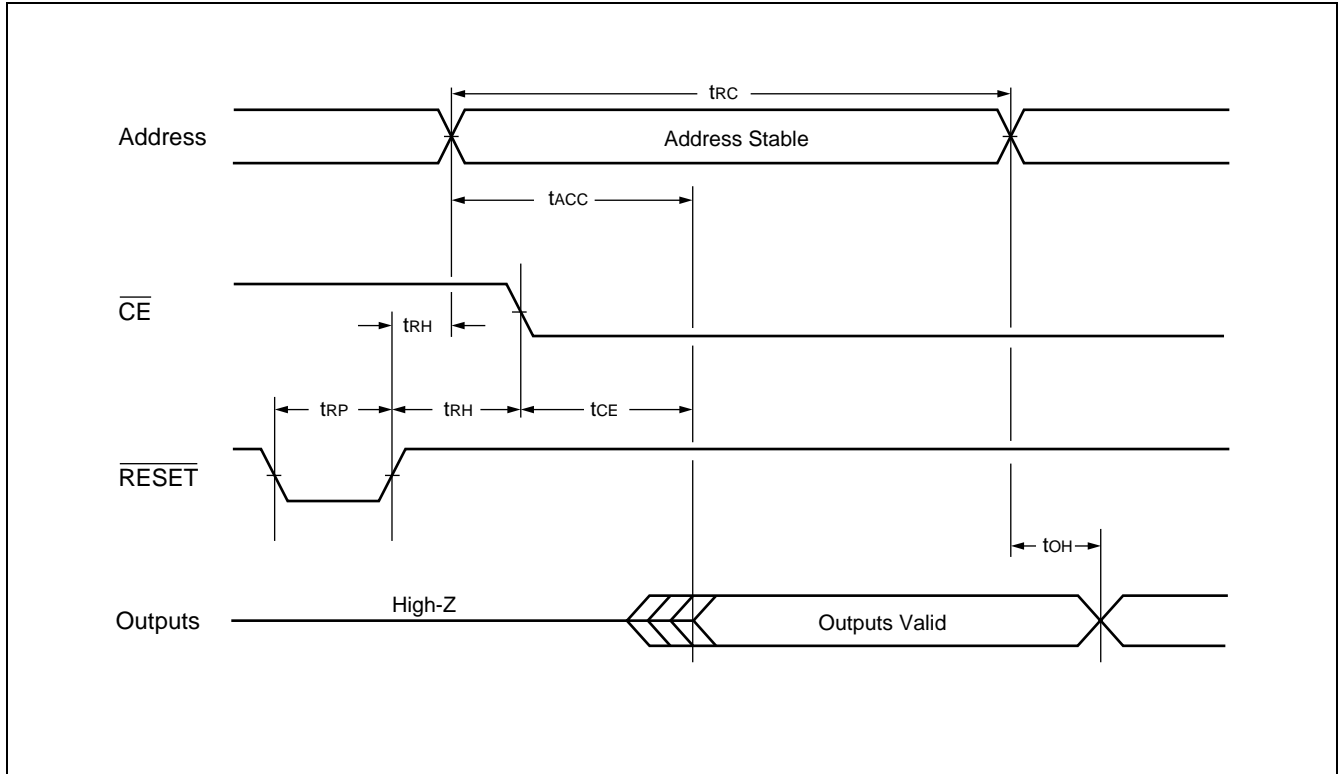 tRC
Address
Address Stable
tACC
CE
tRH
tRP
tRH
tCE
RESET
tOH
High-Z
Outputs
Outputs Valid